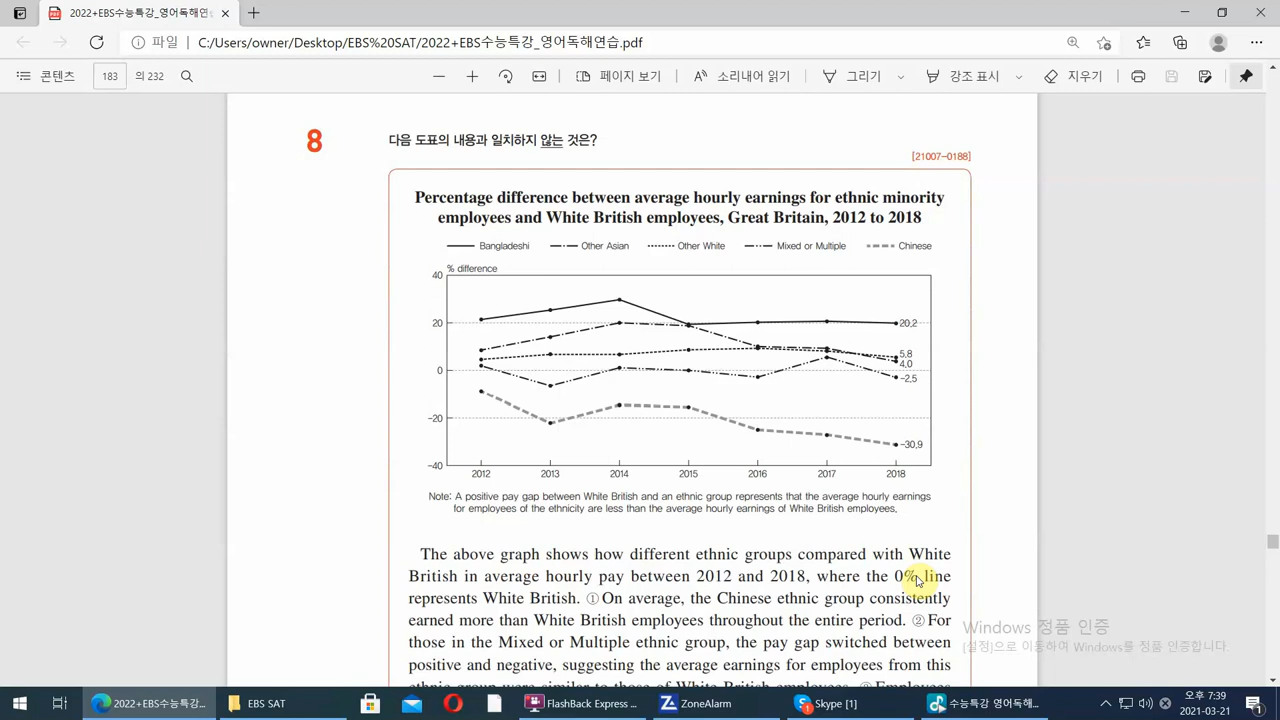 2022+EBS수능특강_영어독해연
파일 C:/Users/owner/Desktop/EBS%20SAT/2022+EBS수능특강_영어독해연습.pdf
콘텐츠 183 의 232 페이지 보기 소리내어 읽기 그리기 강조 표시 지우기
8 다음 도표의 내용과 일치하지 않는 것은?
[21007-0188]
Percentage difference between average hourly earnings for ethnic minority
employees and White British employees, Great Britain, 2012 to 2018
Bangladeshi Other Asian Other White Mixed or Multiple Chinese
% difference
40
20
20.2
5.8
4.0
0
-2.5
-20
-30.9
-40
2012 2013 2014 2015 2016 2017 2018
Note: A positive pay gap between White British and an ethnic group represents that the average hourly earnings
for employees of the ethnicity are less than the average hourly earnings of White British employees.
The above graph shows how different ethnic groups compared with White
British in average hourly pay between 2012 and 2018, where the 0% line
represents White British. ① On average, the Chinese ethnic group consistently
earned more than White British employees throughout the entire period. ② For
those in the Mixed or Multiple ethnic group, the pay gap switched between
positive and negative, suggesting the average earnings for employees from this
ethnic group were similar to those of White British employees. ③ Employees
Windows 정품 인증
[설정]으로 이동하여 Windows를 정품 인증합니다.
2022+EBS수능특강_... EBS SAT FlashBack Express ... ZoneAlarm Skype [1] 수능특강 영어독해...
오후 7:39
2021-03-21